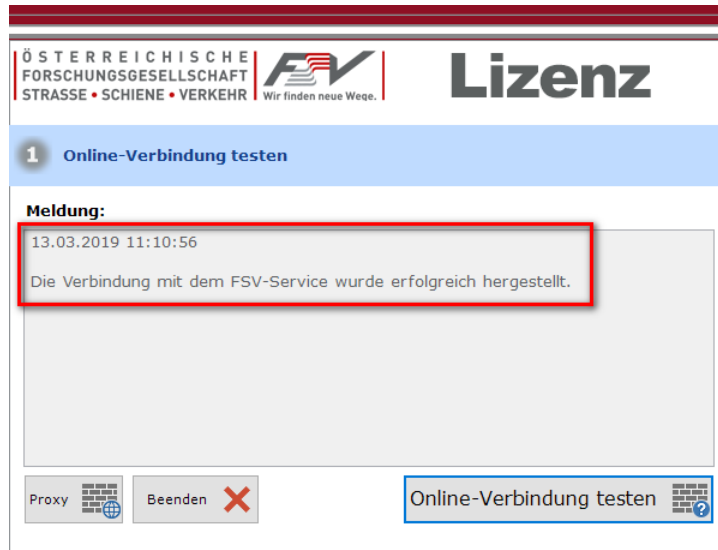 ÖSTERREICHISCHE
FORSCHUNGSGESELLSCHAFT
STRASSE • SCHIENE • VERKEHR
FSV
Wir finden neue Wege.
Lizenz
1 Online-Verbindung testen
Meldung:
13.03.2019 11:10:56
Die Verbindung mit dem FSV-Service wurde erfolgreich hergestellt.
Proxy
Beenden
Online-Verbindung testen